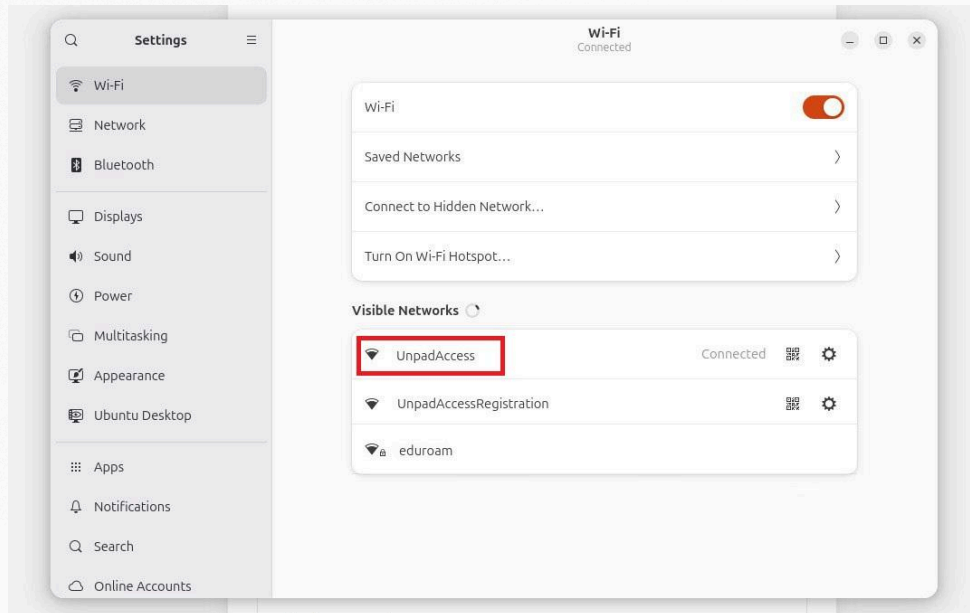 Settings
Wi-Fi
Network
Bluetooth
Displays
Sound
Power
Multitasking
Appearance
Ubuntu Desktop
Apps
Notifications
Search
Online Accounts
Wi-Fi
Connected
Wi-Fi
Saved Networks
Connect to Hidden Network...
Turn On Wi-Fi Hotspot...
Visible Networks
UnpadAccess Connected
UnpadAccessRegistration
eduroam